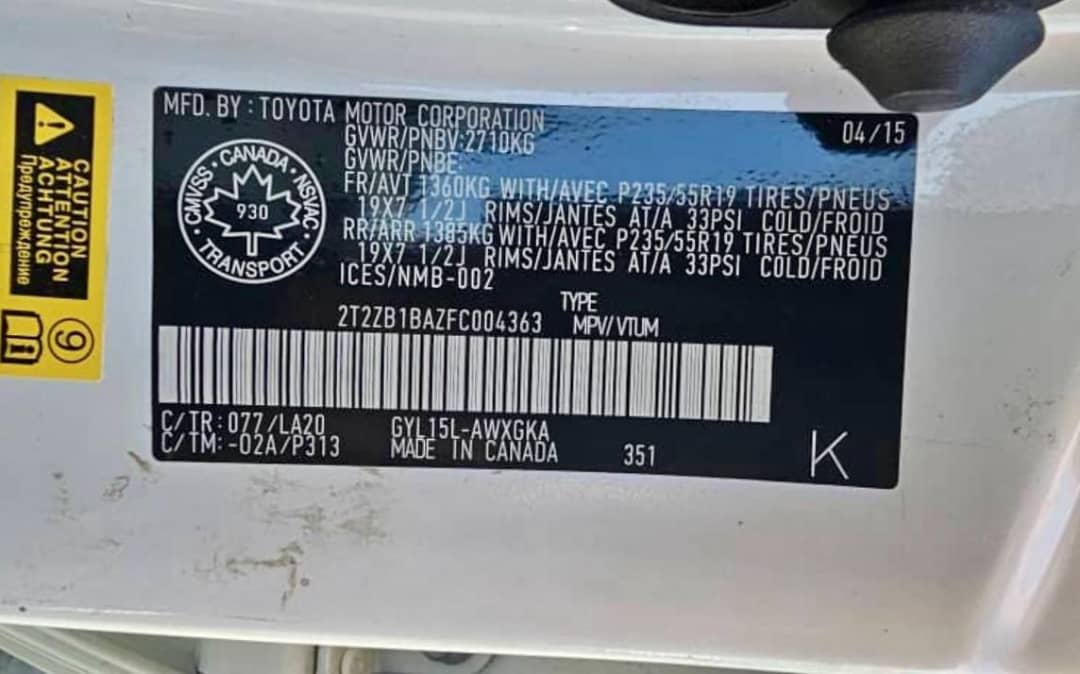 CAUTION
ATTENTION
ACHTUNG
Предупреждение
9
MFD. BY : TOYOTA MOTOR CORPORATION 04/15
GVWR/PNBV:2710KG
GVWR/PNBE:
FR/AVT 1360KG WITH/AVEC P235/55R19 TIRES/PNEUS
19X7 1/2J RIMS/JANTES AT/A 33PSI COLD/FROID
RR/ARR 1385KG WITH/AVEC P235/55R19 TIRES/PNEUS
19X7 1/2J RIMS/JANTES AT/A 33PSI COLD/FROID
ICES/NMB-002
CANADA · NSVAC · TRANSPORT · CMVSS ·
930
TYPE
2T2ZB1BAZFC004363 MPV/VTUM
C/TR:077/LA20 GYL15L-AWXGKA
C/TM:-02A/P313 MADE IN CANADA 351
K